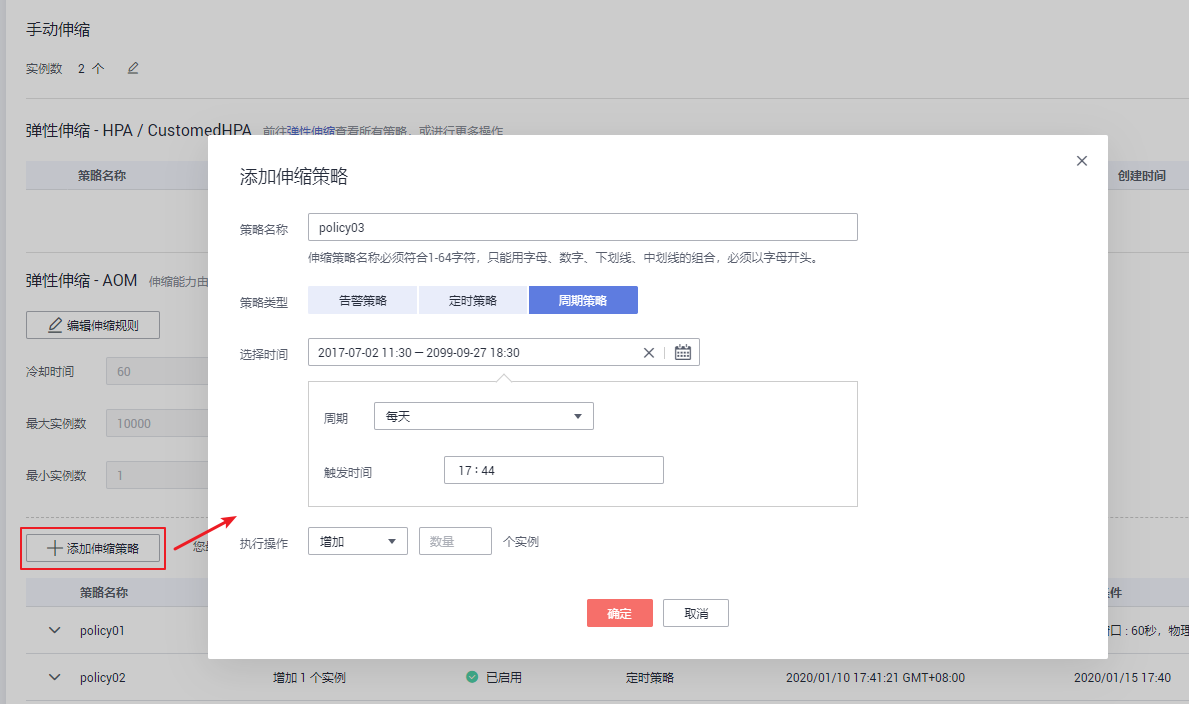 手动伸缩
实例数 2 个
弹性伸缩 - HPA / CustomedHPA 前往弹性伸缩查看所有策略，或进行更多操作
策略名称 创建时间
添加伸缩策略
策略名称 policy03
伸缩策略名称必须符合1-64字符，只能用字母、数字、下划线、中划线的组合，必须以字母开头。
策略类型 告警策略 定时策略 周期策略
选择时间 2017-07-02 11:30 — 2099-09-27 18:30
周期 每天
触发时间 17 : 44
执行操作 增加 数量 个实例
确定 取消
弹性伸缩 - AOM 伸缩能力由
编辑伸缩规则
冷却时间 60
最大实例数 10000
最小实例数 1
添加伸缩策略 您
策略名称 件
policy01 口 : 60秒，物理
policy02 增加 1 个实例 已启用 定时策略 2020/01/10 17:41:21 GMT+08:00 2020/01/15 17:40